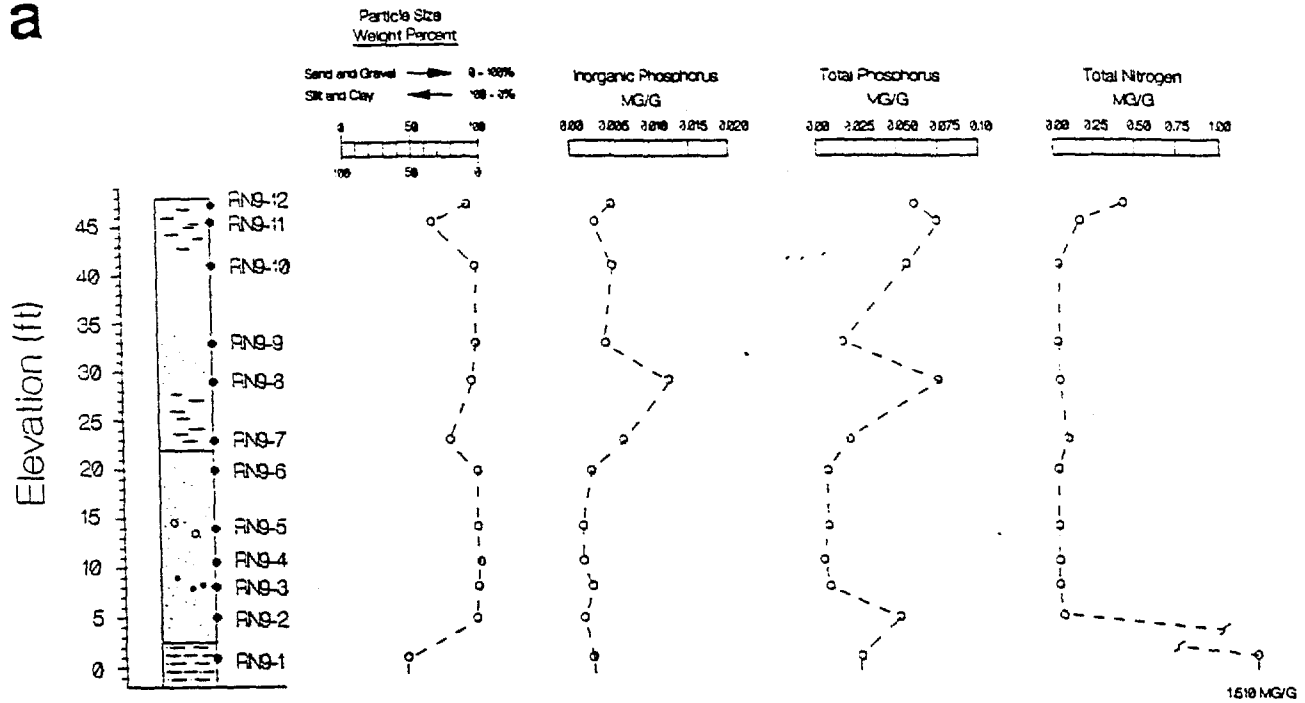 a
Particle Size
Weight Percent
Sand and Gravel 0 - 100%
Silt and Clay 100 - 0%
0 50 100
100 50 0
Inorganic Phosphorus
MG/G
0.00 0.005 0.010 0.015 0.020
Total Phosphorus
MG/G
0.00 0.025 0.050 0.075 0.10
Total Nitrogen
MG/G
0.00 0.25 0.50 0.75 1.00
Elevation (ft)
45
40
35
30
25
20
15
10
5
0
RN9-12
RN9-11
RN9-10
RN9-9
RN9-8
RN9-7
RN9-6
RN9-5
RN9-4
RN9-3
RN9-2
RN9-1
1.510 MG/G